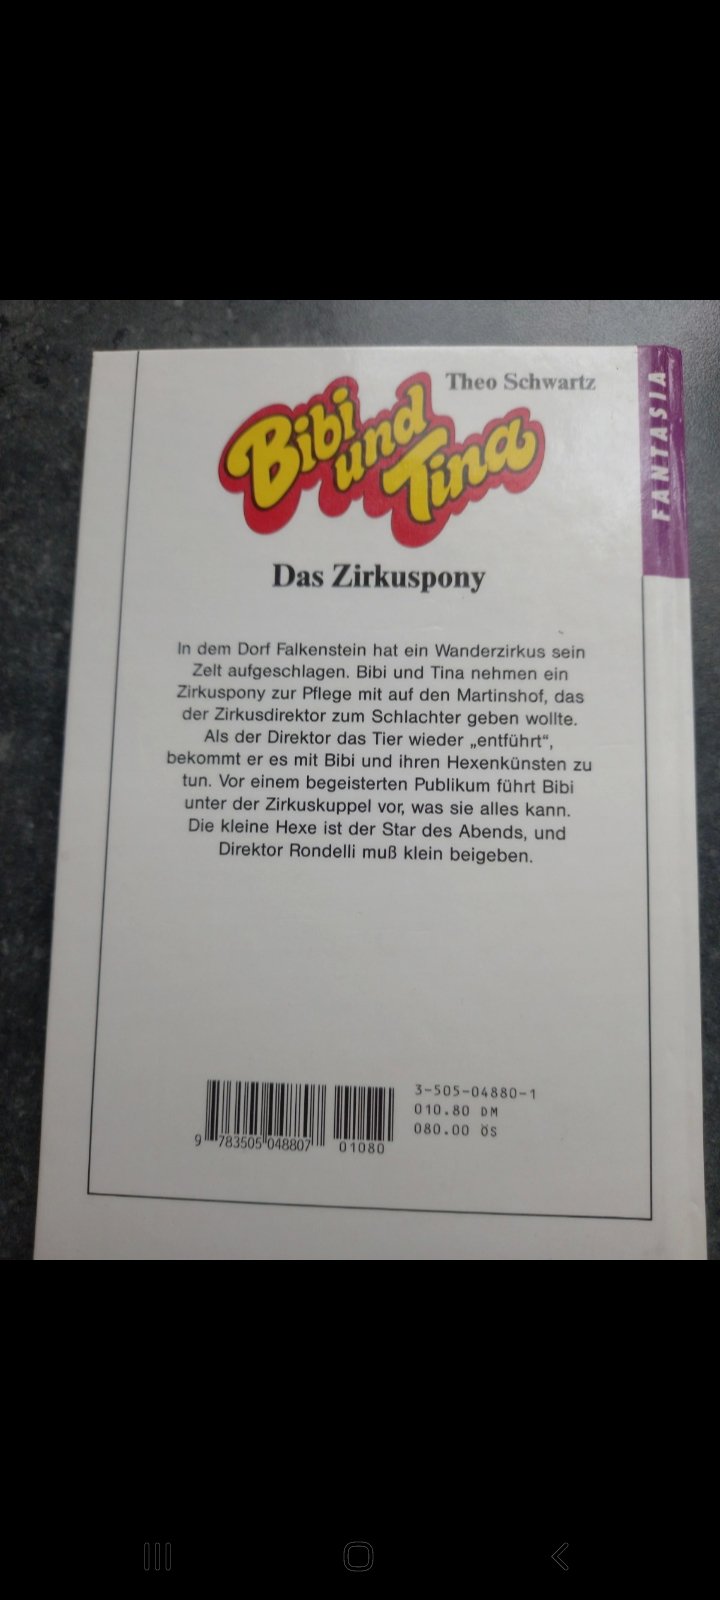 Theo Schwartz
Bibi
und
Tina
FANTASIA
Das Zirkuspony
In dem Dorf Falkenstein hat ein Wanderzirkus sein
Zelt aufgeschlagen. Bibi und Tina nehmen ein
Zirkuspony zur Pflege mit auf den Martinshof, das
der Zirkusdirektor zum Schlachter geben wollte.
Als der Direktor das Tier wieder „entführt“,
bekommt er es mit Bibi und ihren Hexenkünsten zu
tun. Vor einem begeisterten Publikum führt Bibi
unter der Zirkuskuppel vor, was sie alles kann.
Die kleine Hexe ist der Star des Abends, und
Direktor Rondelli muß klein beigeben.
3-505-04880-1
010.80 DM
080.00 ÖS
9 783505 048807 01080